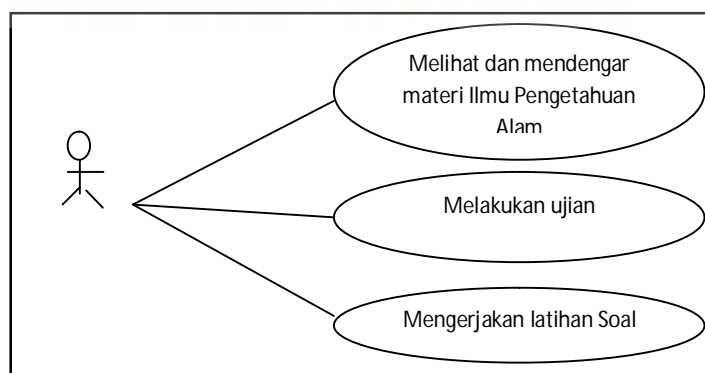 Melihat dan mendengar
materi Ilmu Pengetahuan
Alam
Melakukan ujian
Mengerjakan latihan Soal